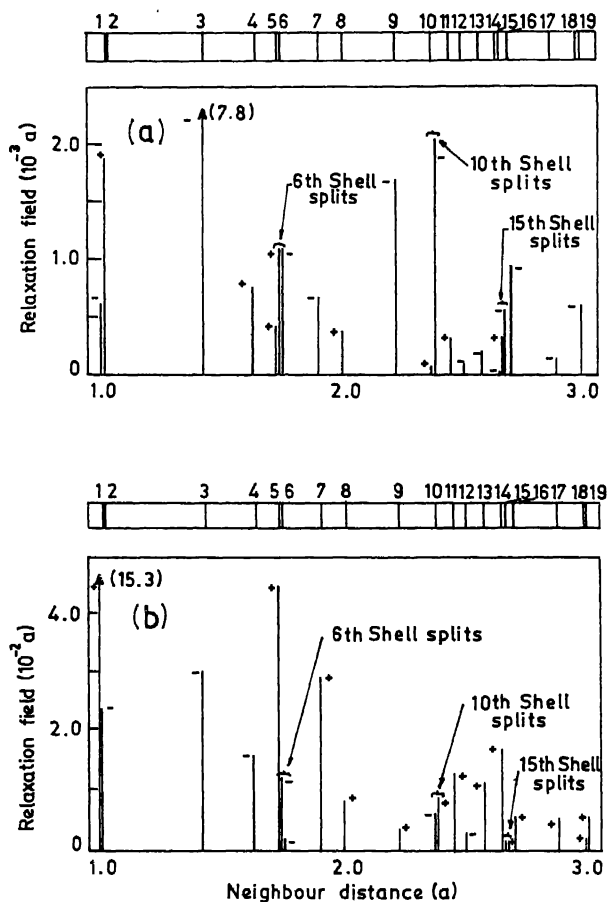 1 2 3 4 5 6 7 8 9 10 11 12 13 14 15 16 17 18 19
(a)
- (7.8)
6th Shell
splits
10th Shell
splits
15th Shell
splits
Relaxation field (10⁻³ a)
2.0
1.0
0
1.0 2.0 3.0
1 2 3 4 5 6 7 8 9 10 11 12 13 14 15 16 17 18 19
(b)
+ (15.3)
6th Shell splits
10th Shell
splits
15th Shell
splits
Relaxation field (10⁻² a)
4.0
2.0
0
1.0 2.0 3.0
Neighbour distance (a)